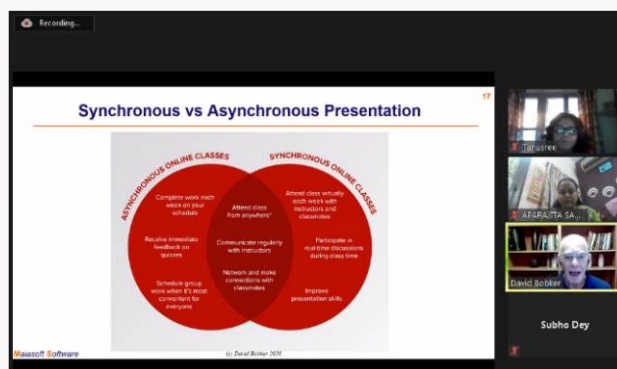 Recording...
17
Synchronous vs Asynchronous Presentation
ASYNCHRONOUS ONLINE CLASSES
SYNCHRONOUS ONLINE CLASSES
Complete work each
week on your
schedule
Receive immediate
feedback on
quizzes
Schedule group
work when it's most
convenient for
everyone
Attend class
from anywhere*
Communicate regularly
with instructors
Network and make
connections with
classmates
Attend class virtually
each week with
instructors and
classmates
Participate in
real-time discussions
during class time
Improve
presentation skills
Maiasoft Software
(c) David Bobker 2020
Tanusree
APARAJITA SA...
David Bobker
Subho Dey